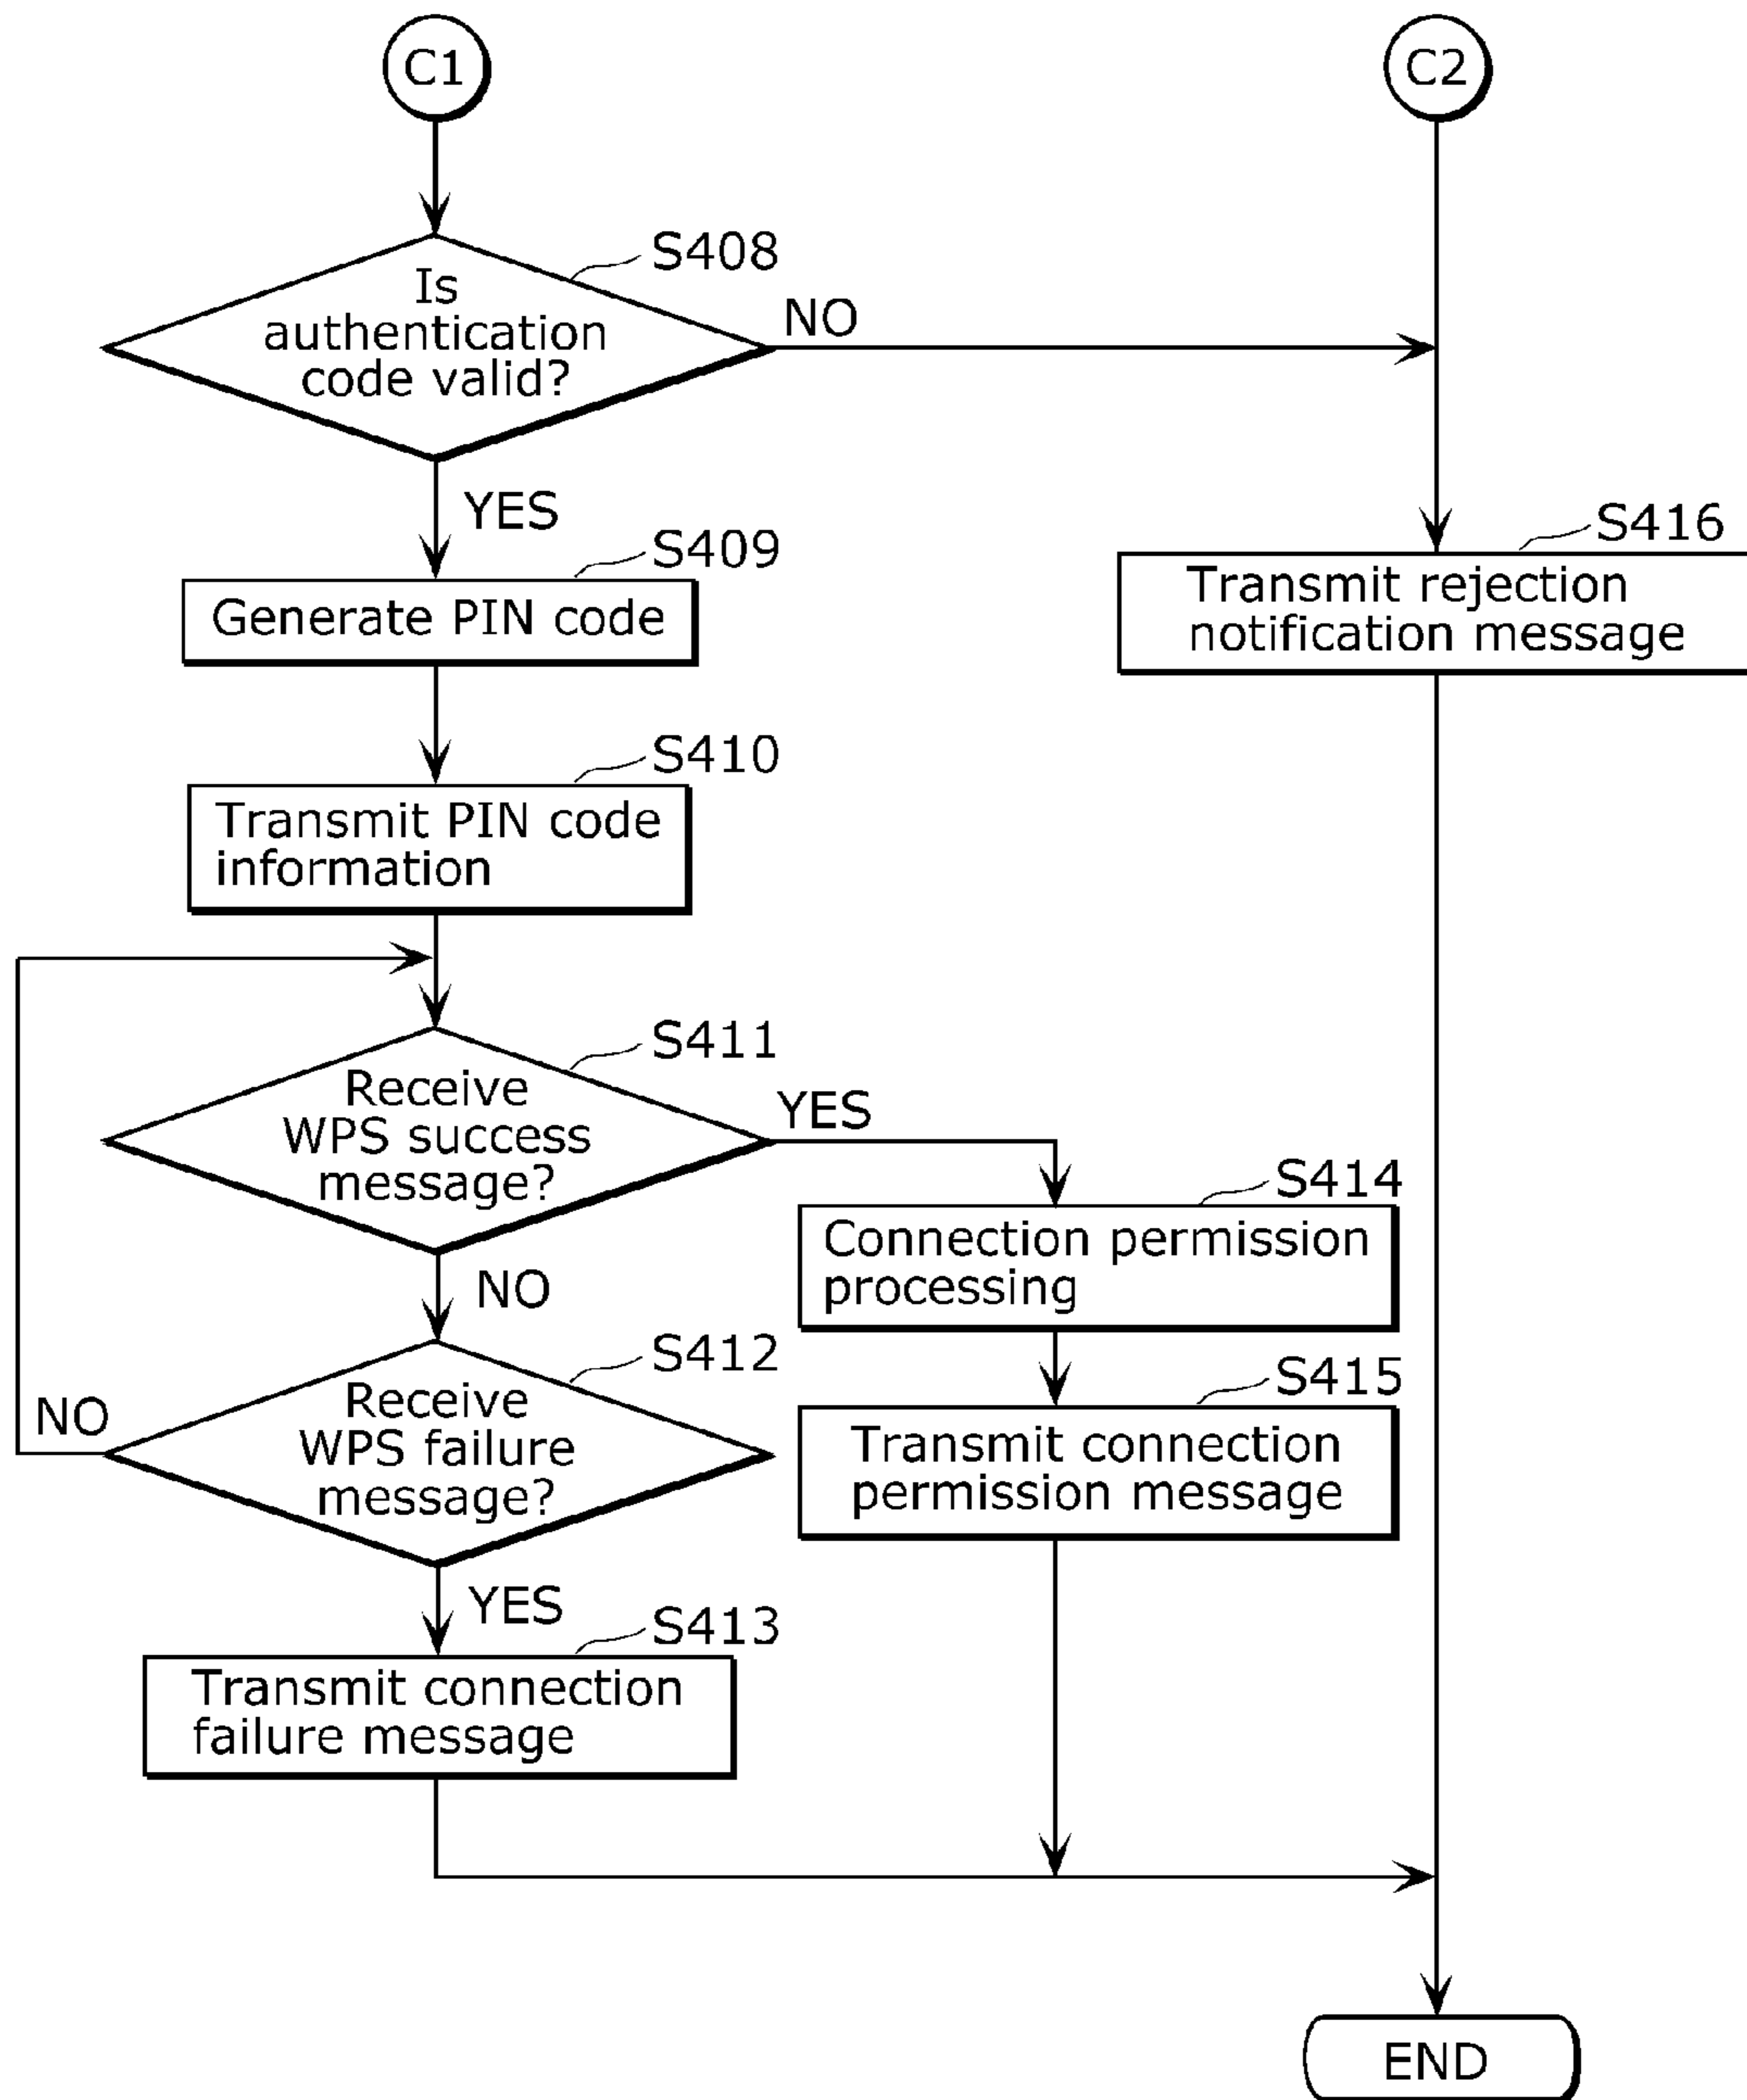 C1
C2
S408
Is
authentication
code valid?
NO
YES
S409
Generate PIN code
S416
Transmit rejection
notification message
S410
Transmit PIN code
information
S411
Receive
WPS success
message?
YES
NO
S414
Connection permission
processing
S412
Receive
WPS failure
message?
NO
S415
Transmit connection
permission message
YES
S413
Transmit connection
failure message
END